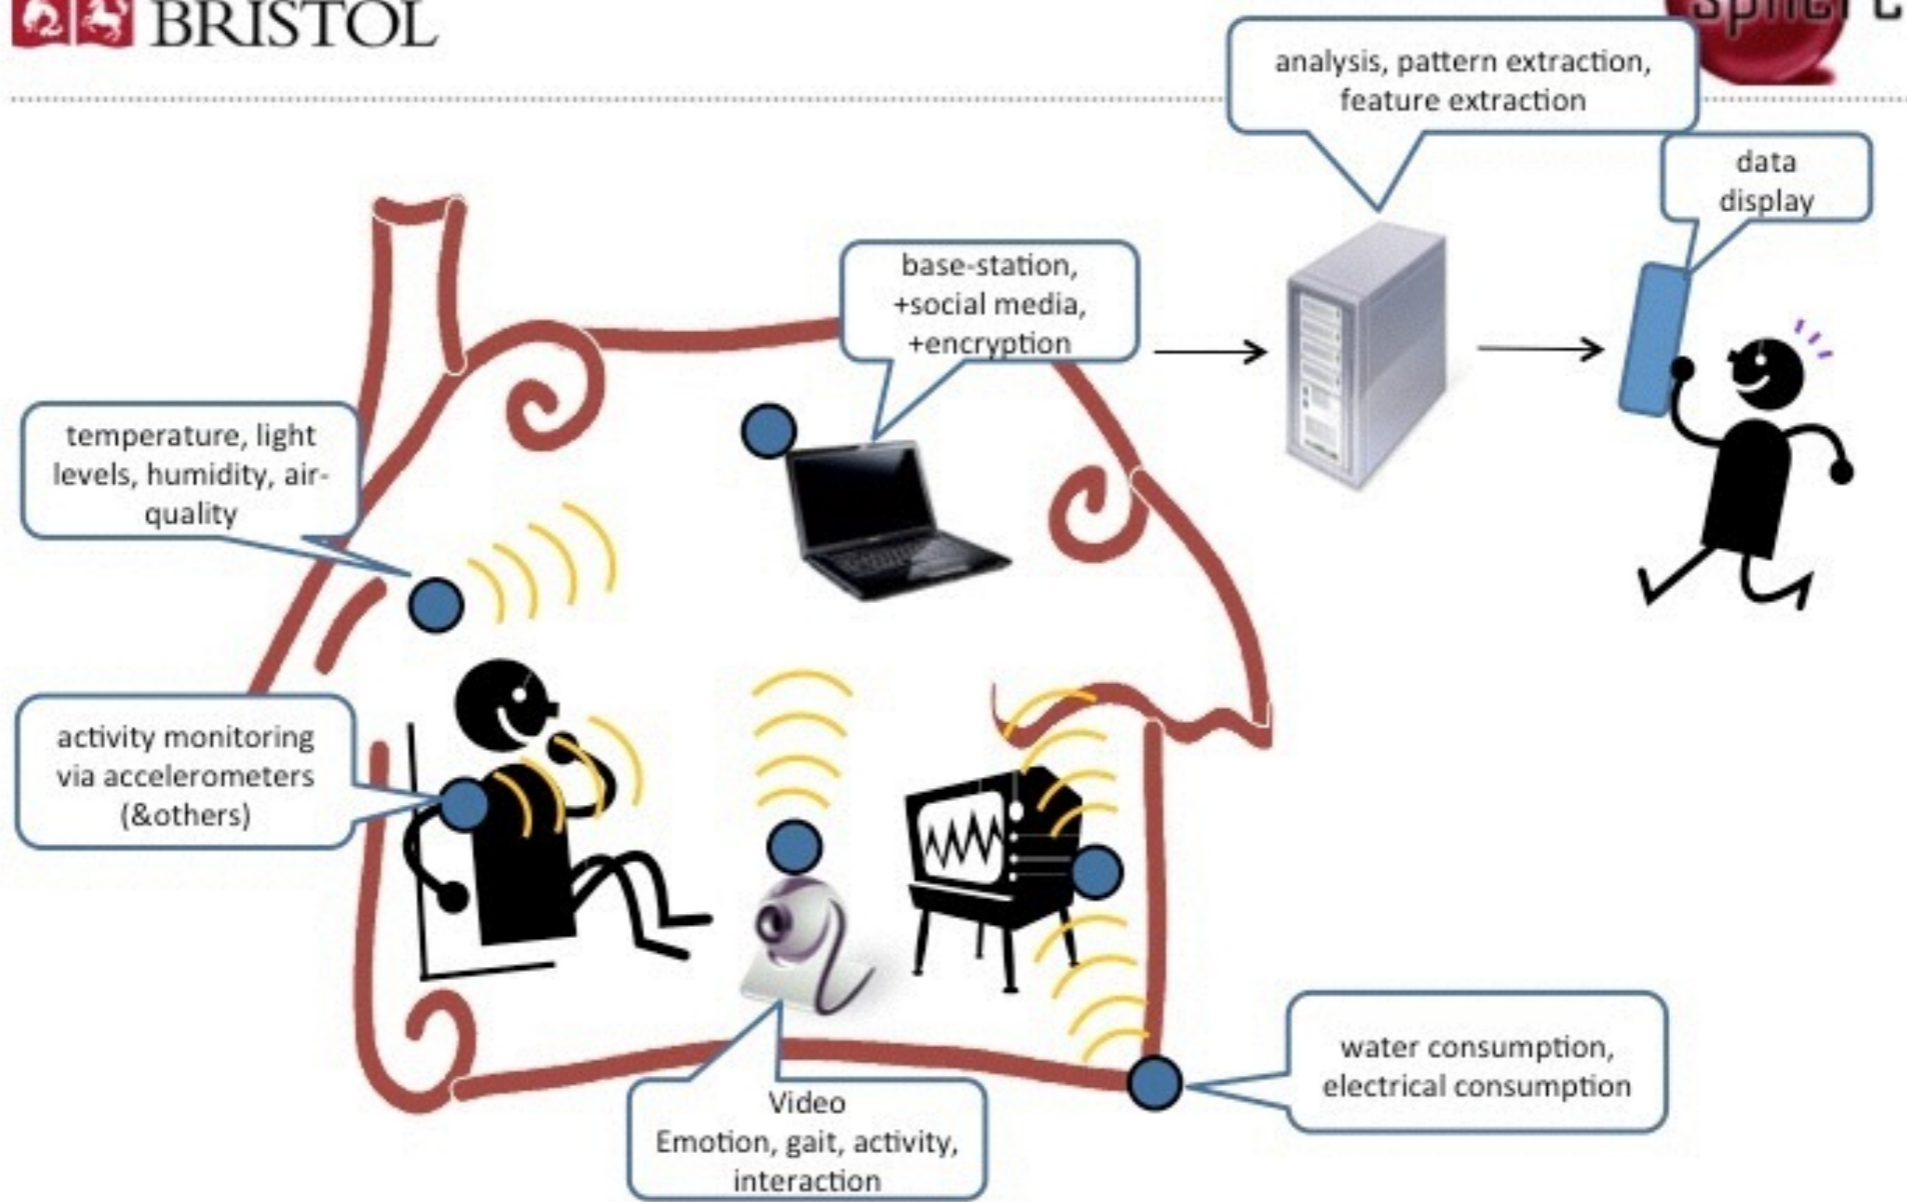 BRISTOL
analysis, pattern extraction,
feature extraction
data
display
base-station,
+social media,
+encryption
temperature, light
levels, humidity, air-
quality
activity monitoring
via accelerometers
(&others)
water consumption,
electrical consumption
Video
Emotion, gait, activity,
interaction